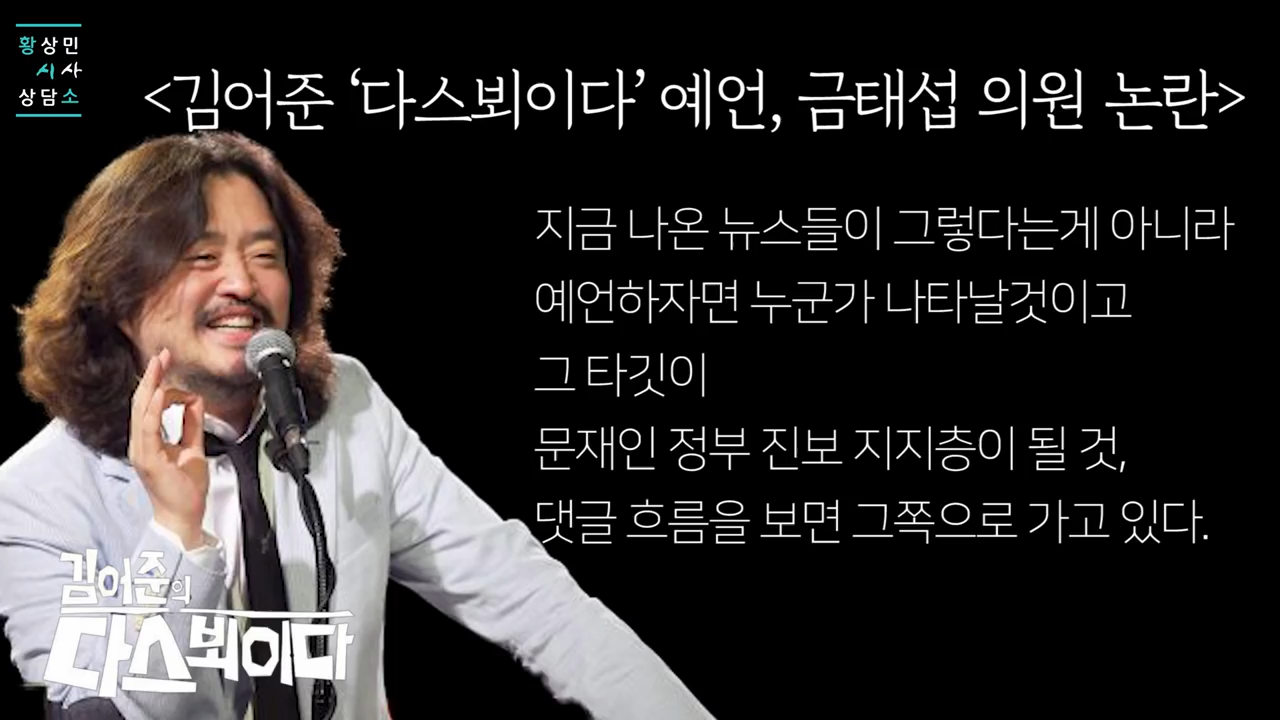 황상민
시사
상담소
<김어준 ‘다스뵈이다’ 예언, 금태섭 의원 논란>
지금 나온 뉴스들이 그렇다는게 아니라
예언하자면 누군가 나타날것이고
그 타깃이
문재인 정부 진보 지지층이 될 것,
댓글 흐름을 보면 그쪽으로 가고 있다.
김어준의
다스뵈이다